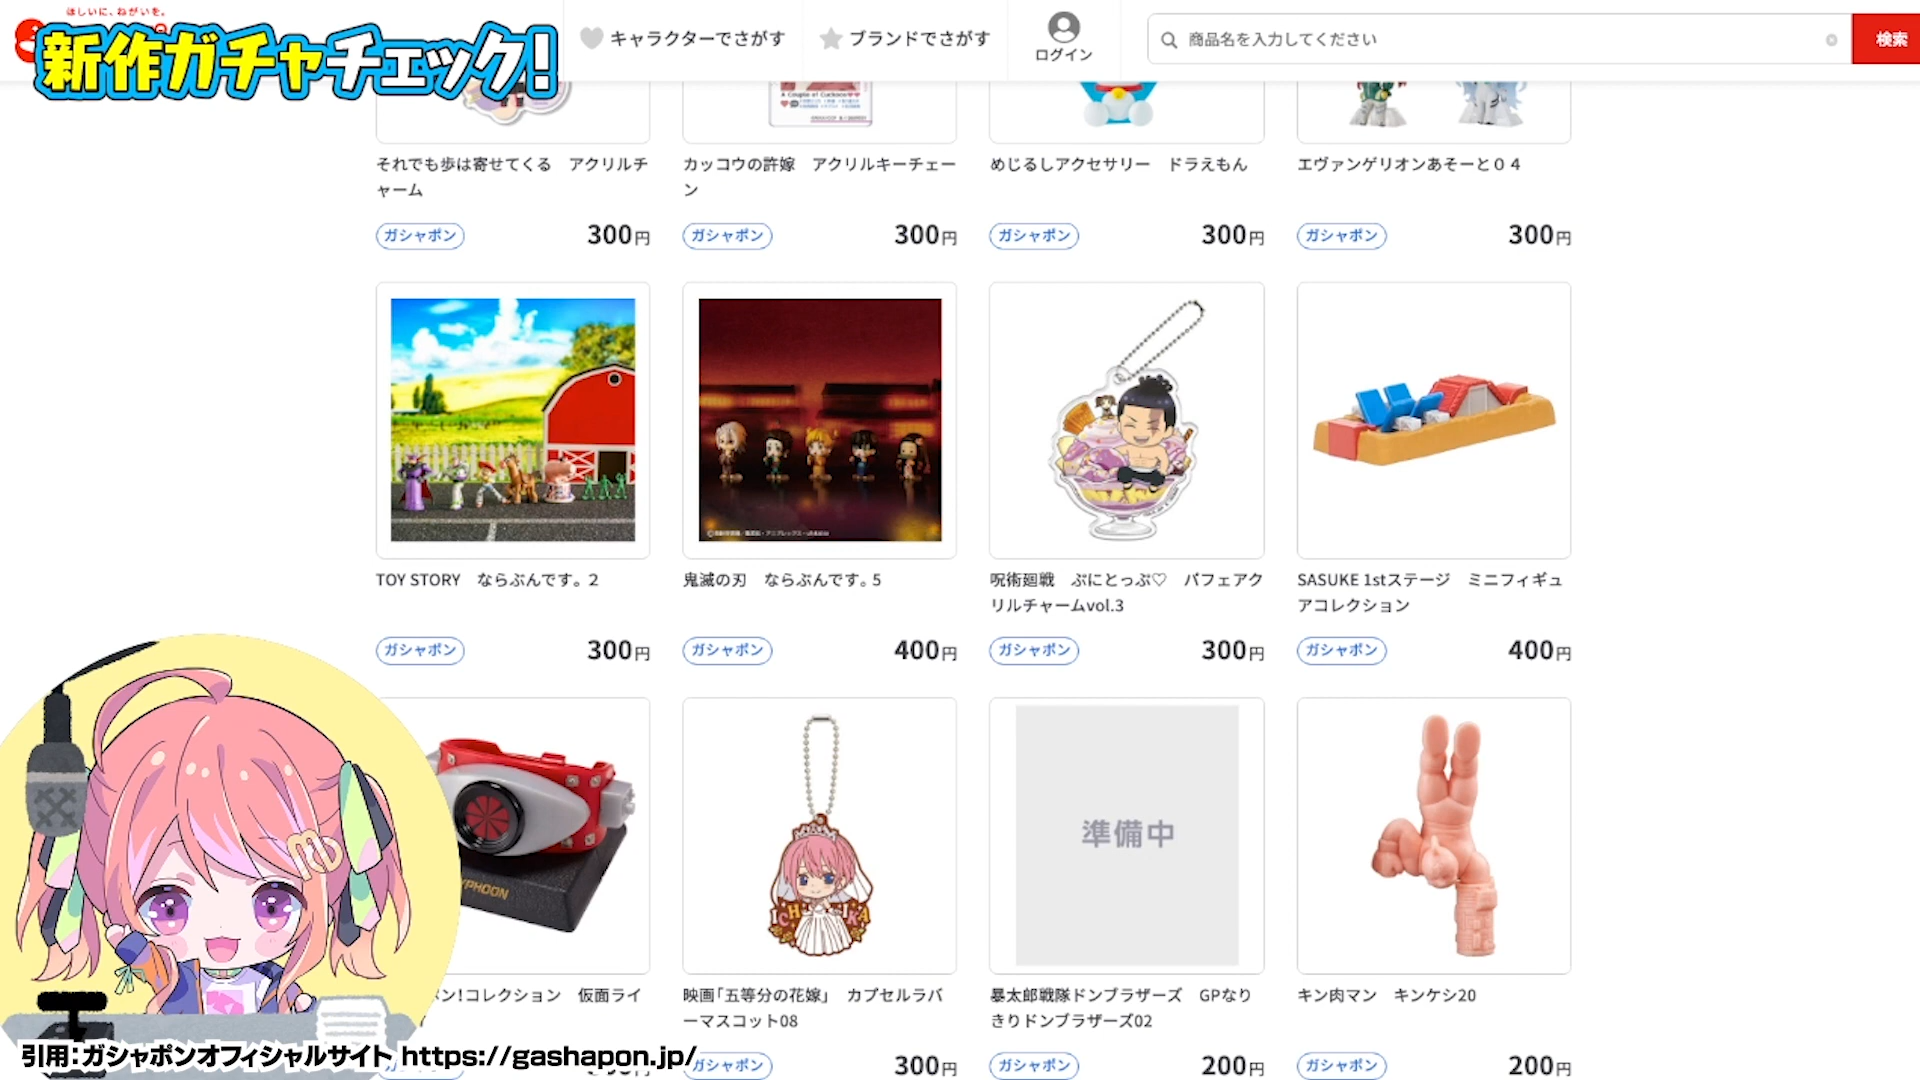 ほしいに、ねがいを。
新作ガチャチェック!
キャラクターでさがす
ブランドでさがす
ログイン
商品名を入力してください
検索
それでも歩は寄せてくる　アクリルチ
ャーム
ガシャポン
300円
カッコウの許嫁　アクリルキーチェー
ン
ガシャポン
300円
めじるしアクセサリー　ドラえもん
ガシャポン
300円
エヴァンゲリオンあそーと０４
ガシャポン
300円
TOY STORY　ならぶんです。２
ガシャポン
300円
鬼滅の刃　ならぶんです。５
ガシャポン
400円
呪術廻戦　ぷにとっぷ♡　パフェアク
リルチャームvol.3
ガシャポン
300円
SASUKE 1stステージ　ミニフィギュ
アコレクション
ガシャポン
400円
YPHOON
ン!コレクション　仮面ライ
ICHIKA
映画「五等分の花嫁」　カプセルラバ
ーマスコット08
ガシャポン
300円
準備中
暴太郎戦隊ドンブラザーズ　GPなり
きりドンブラザーズ02
ガシャポン
200円
キン肉マン　キンケシ20
ガシャポン
200円
引用：ガシャポンオフィシャルサイト https://gashapon.jp/